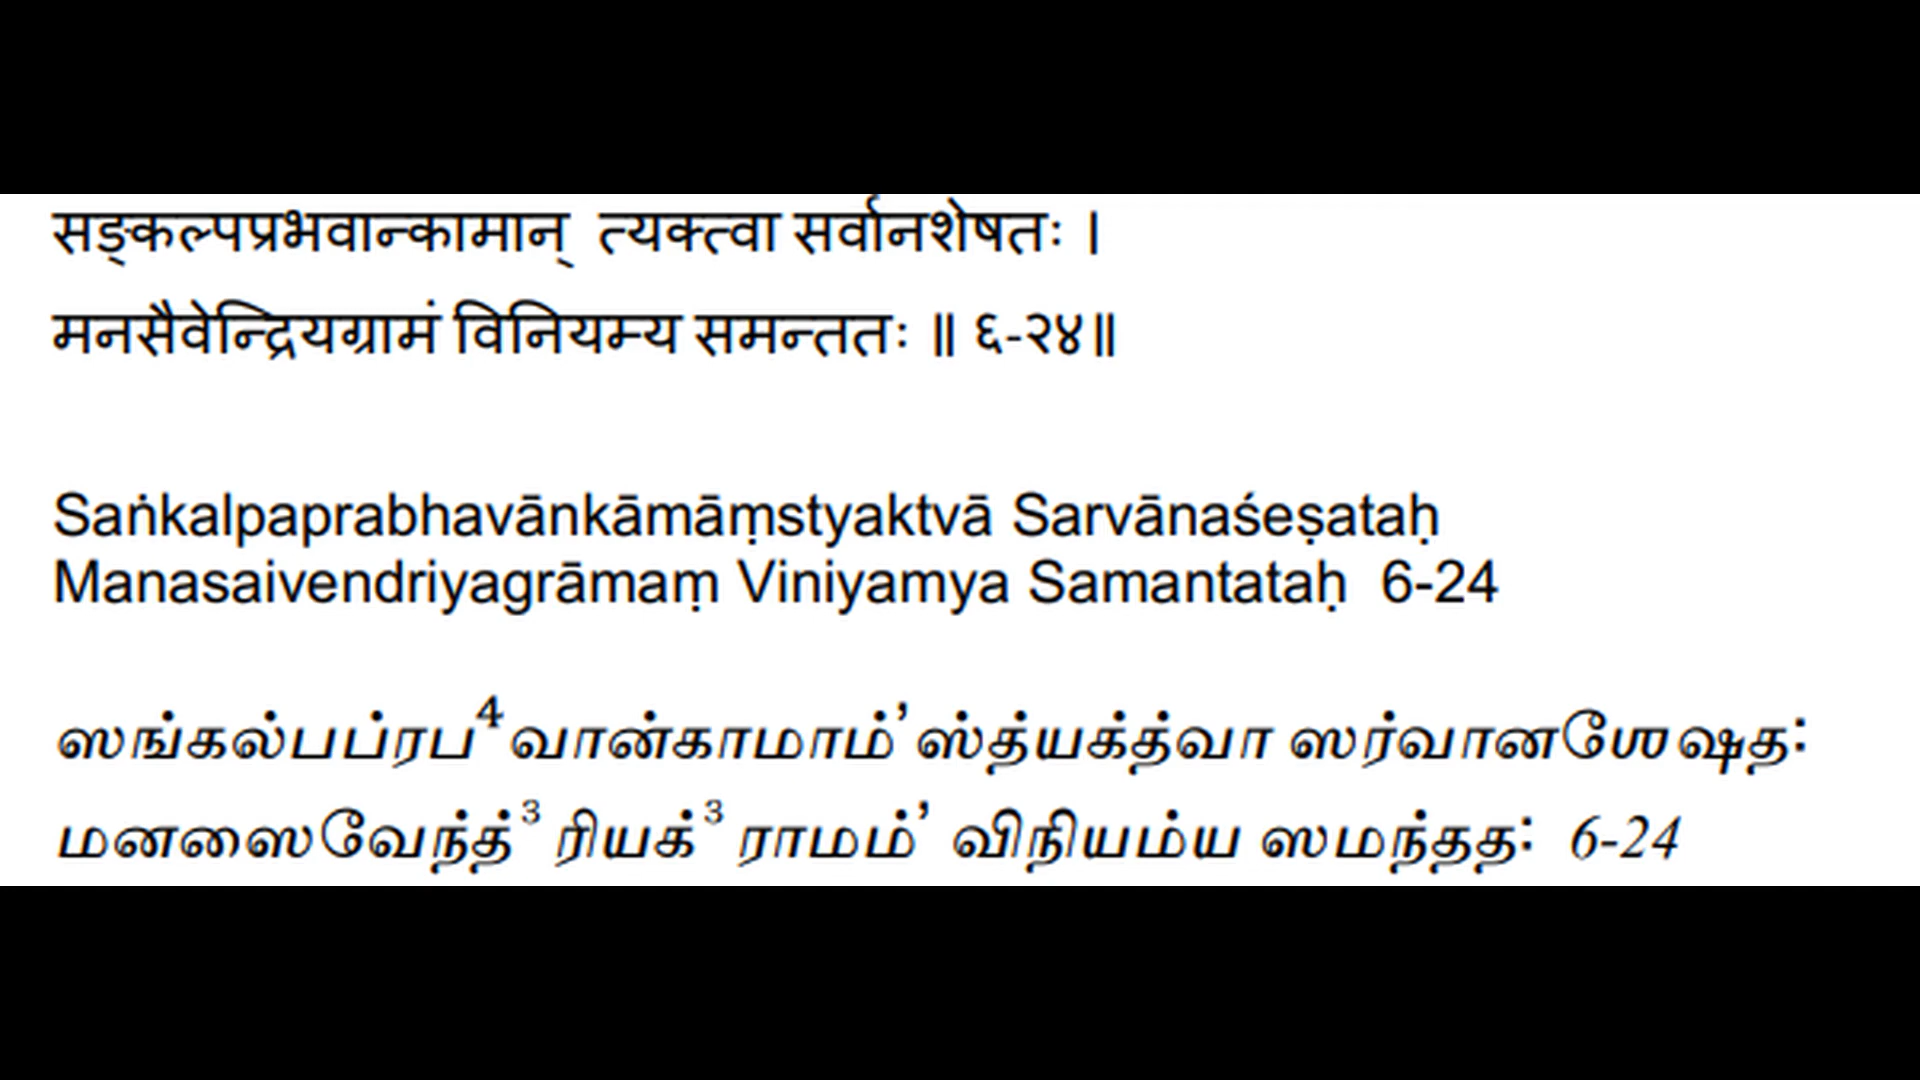 सङ्कल्पप्रभवान्कामान् त्यक्त्वा सर्वानशेषतः ।
मनसैवेन्द्रियग्रामं विनियम्य समन्ततः ॥ ६-२४॥
Saṅkalpaprabhavānkāmāṃstyaktvā Sarvānaśeṣataḥ
Manasaivendriyagrāmaṃ Viniyamya Samantataḥ 6-24
ஸங்கல்பப்ரப⁴வான்காமாம்’ஸ்த்யக்த்வா ஸர்வானஶேஷத꞉
மனஸைவேந்த்³ரியக்³ராமம்’ விநியம்ய ஸமந்தத꞉ 6-24